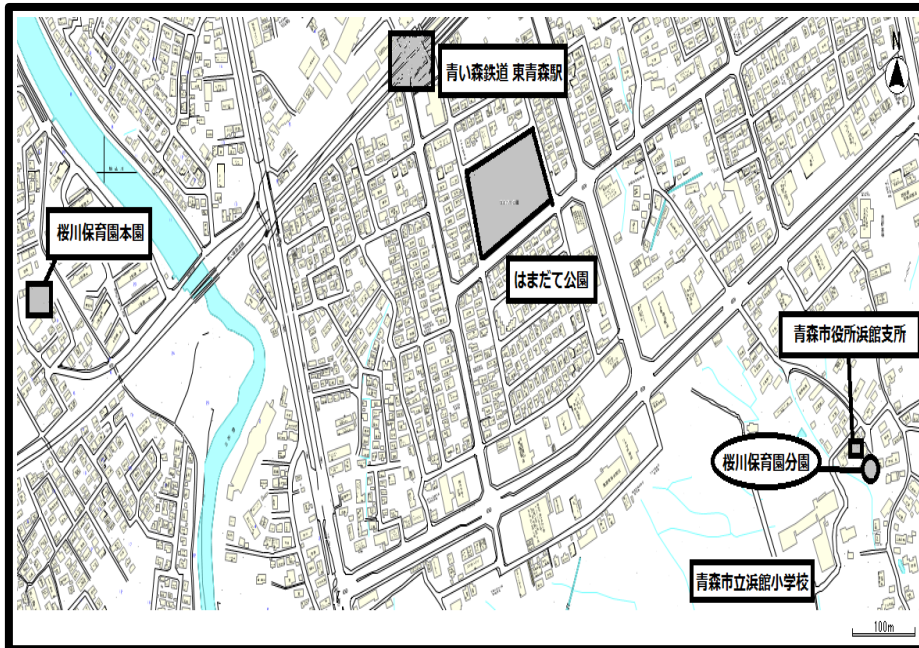 青い森鉄道 東青森駅
N
桜川保育園本園
はまだて公園
青森市役所浜館支所
桜川保育園分園
青森市立浜館小学校
100m